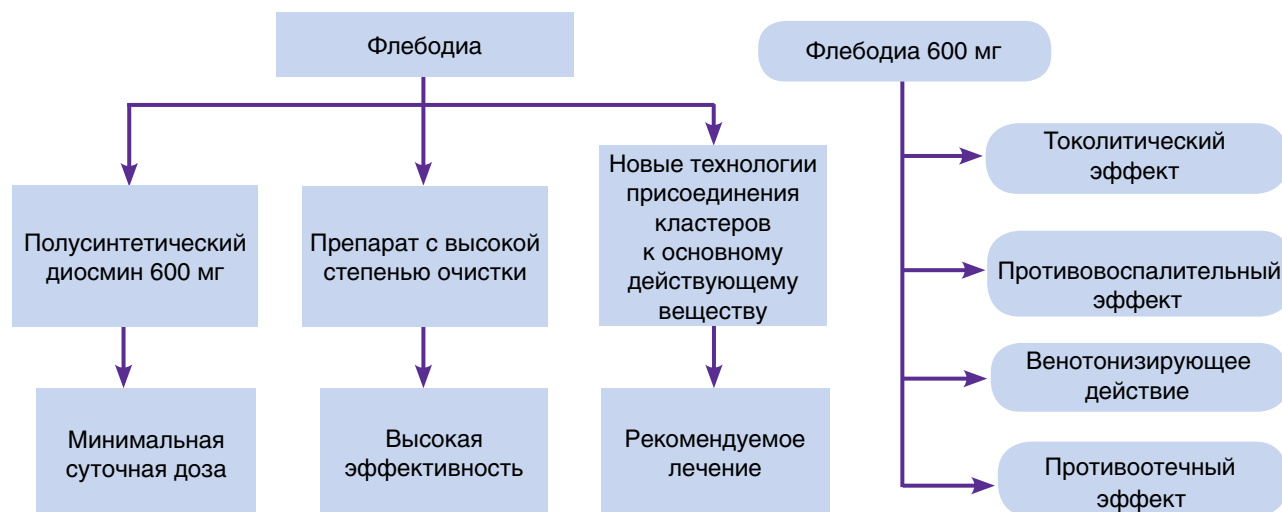 Флебодиа
Полусинтетический
диосмин 600 мг
Препарат с высокой
степенью очистки
Новые технологии
присоединения
кластеров
к основному
действующему
веществу
Минимальная
суточная доза
Высокая
эффективность
Рекомендуемое
лечение
Флебодиа 600 мг
Токолитический
эффект
Противовоспалительный
эффект
Венотонизирующее
действие
Противоотечный
эффект